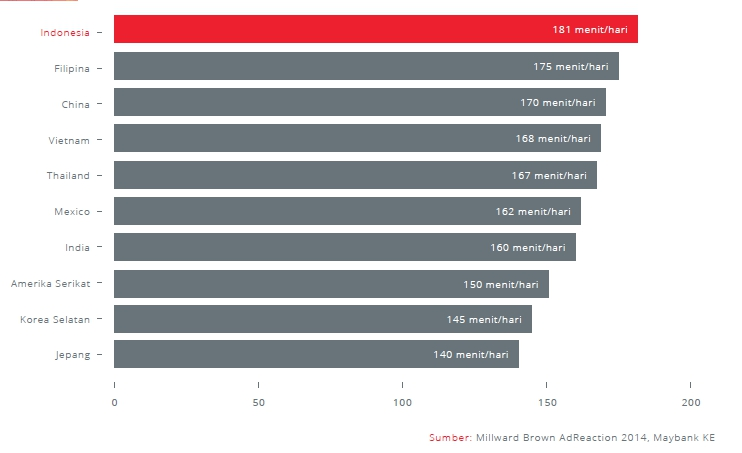 Indonesia 181 menit/hari
Filipina 175 menit/hari
China 170 menit/hari
Vietnam 168 menit/hari
Thailand 167 menit/hari
Mexico 162 menit/hari
India 160 menit/hari
Amerika Serikat 150 menit/hari
Korea Selatan 145 menit/hari
Jepang 140 menit/hari
0 50 100 150 200
Sumber: Millward Brown AdReaction 2014, Maybank KE